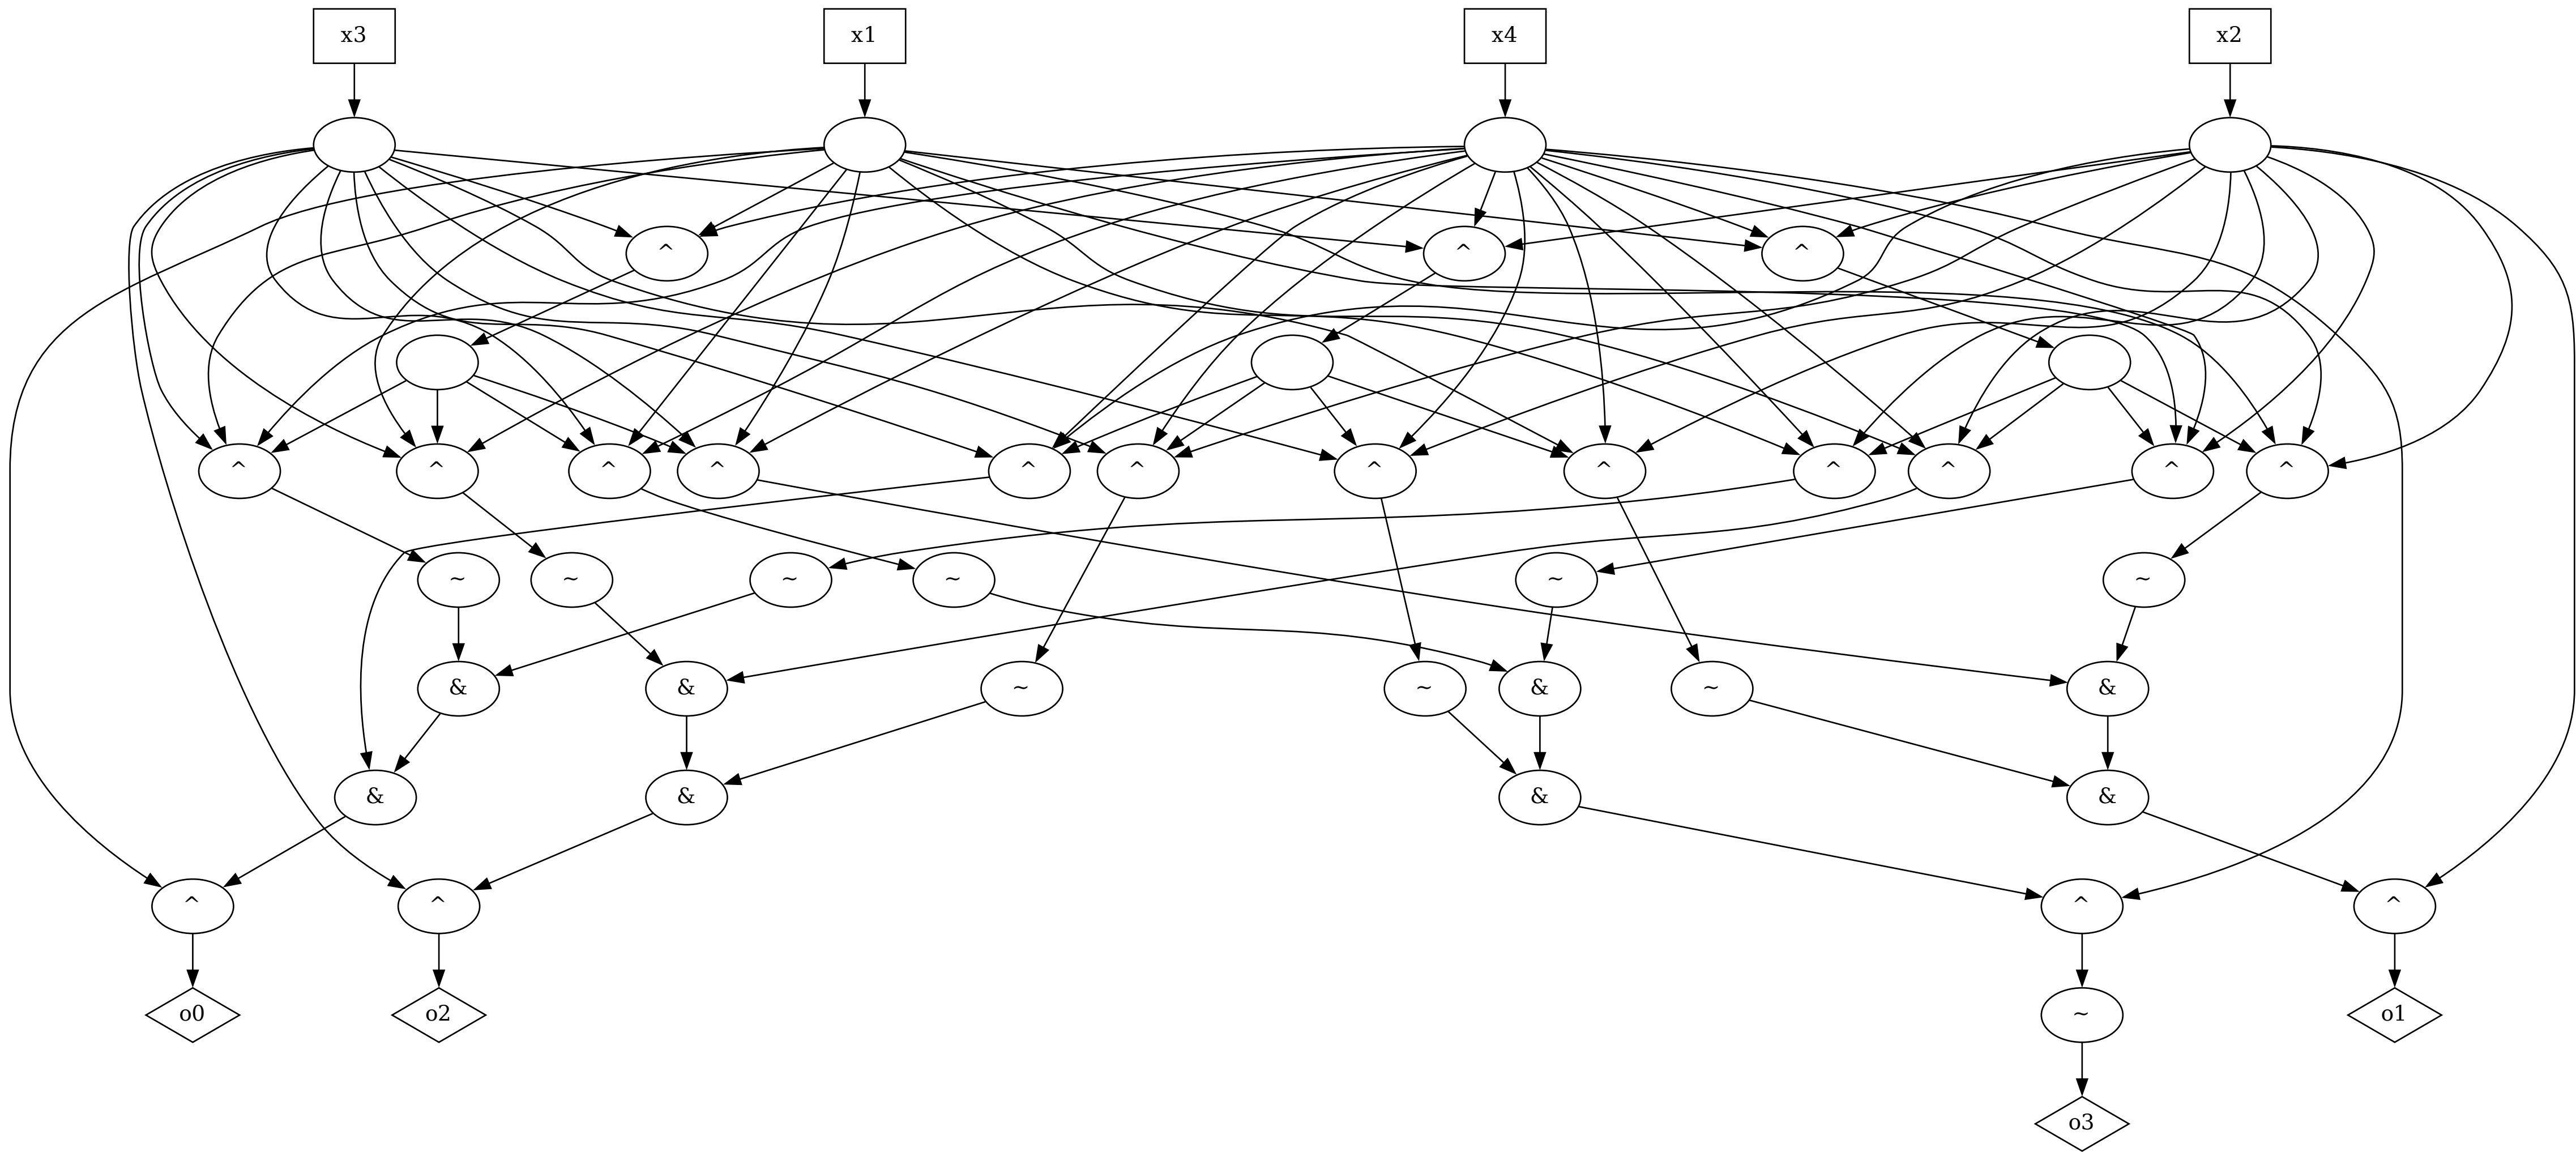 x3 x1 x4 x2
^ ^ ^
^ ^ ^ ^ ^ ^ ^ ^ ^ ^ ^ ^
~ ~ ~ ~ ~ ~
& & ~ ~ & ~ &
& & & &
^ ^ ^ ^
o0 o2 ~ o1
o3